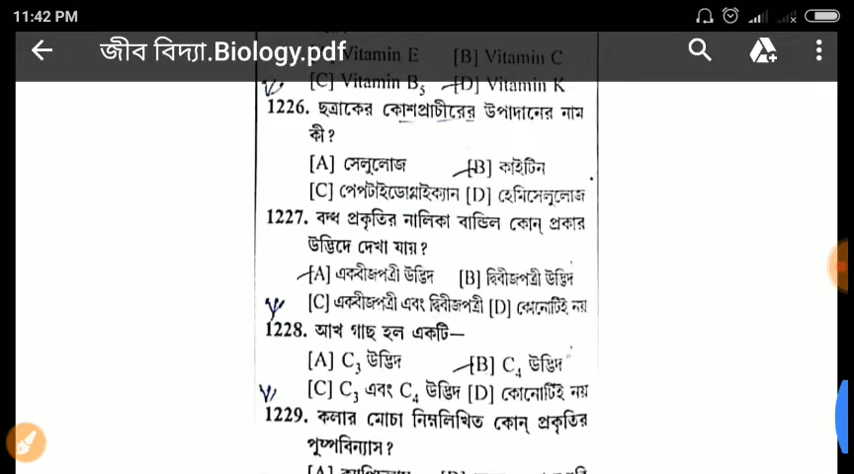 11:42 PM
জীব বিদ্যা.Biology.pdf
Vitamin E [B] Vitamin C
[C] Vitamin B5 [D] Vitamin K
1226. ছত্রাকের কোশপ্রাচীরের উপাদানের নাম
কী?
[A] সেলুলোজ [B] কাইটিন
[C] পেপটাইডোগ্লাইক্যান [D] হেমিসেলুলোজ
1227. বদ্ধ প্রকৃতির নালিকা বান্ডিল কোন্ প্রকার
উদ্ভিদে দেখা যায়?
[A] একবীজপত্রী উদ্ভিদ [B] দ্বিবীজপত্রী উদ্ভিদ
[C] একবীজপত্রী এবং দ্বিবীজপত্রী [D] কোনোটিই নয়
1228. আখ গাছ হল একটি—
[A] C3 উদ্ভিদ [B] C4 উদ্ভিদ
[C] C3 এবং C4 উদ্ভিদ [D] কোনোটিই নয়
1229. কলার মোচা নিম্নলিখিত কোন্ প্রকৃতির
পুষ্পবিন্যাস?